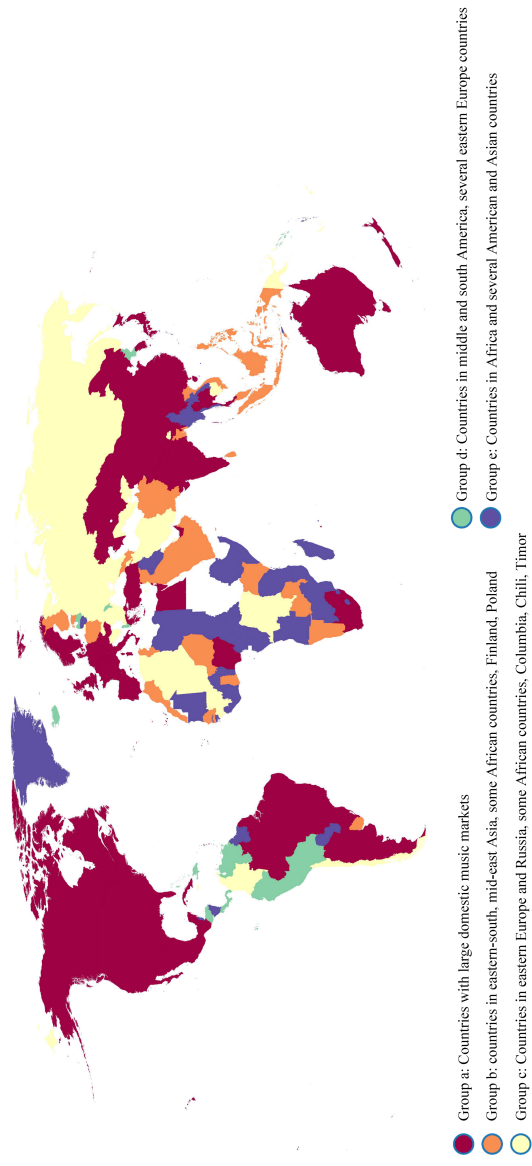 Group a: Countries with large domestic music markets
Group b: countries in eastern-south, mid-east Asia, some African countries, Finland, Poland
Group c: Countries in eastern Europe and Russia, some African countries, Columbia, Chili, Timor
Group d: Countries in middle and south America, several eastern Europe countries
Group e: Countries in Africa and several American and Asian countries